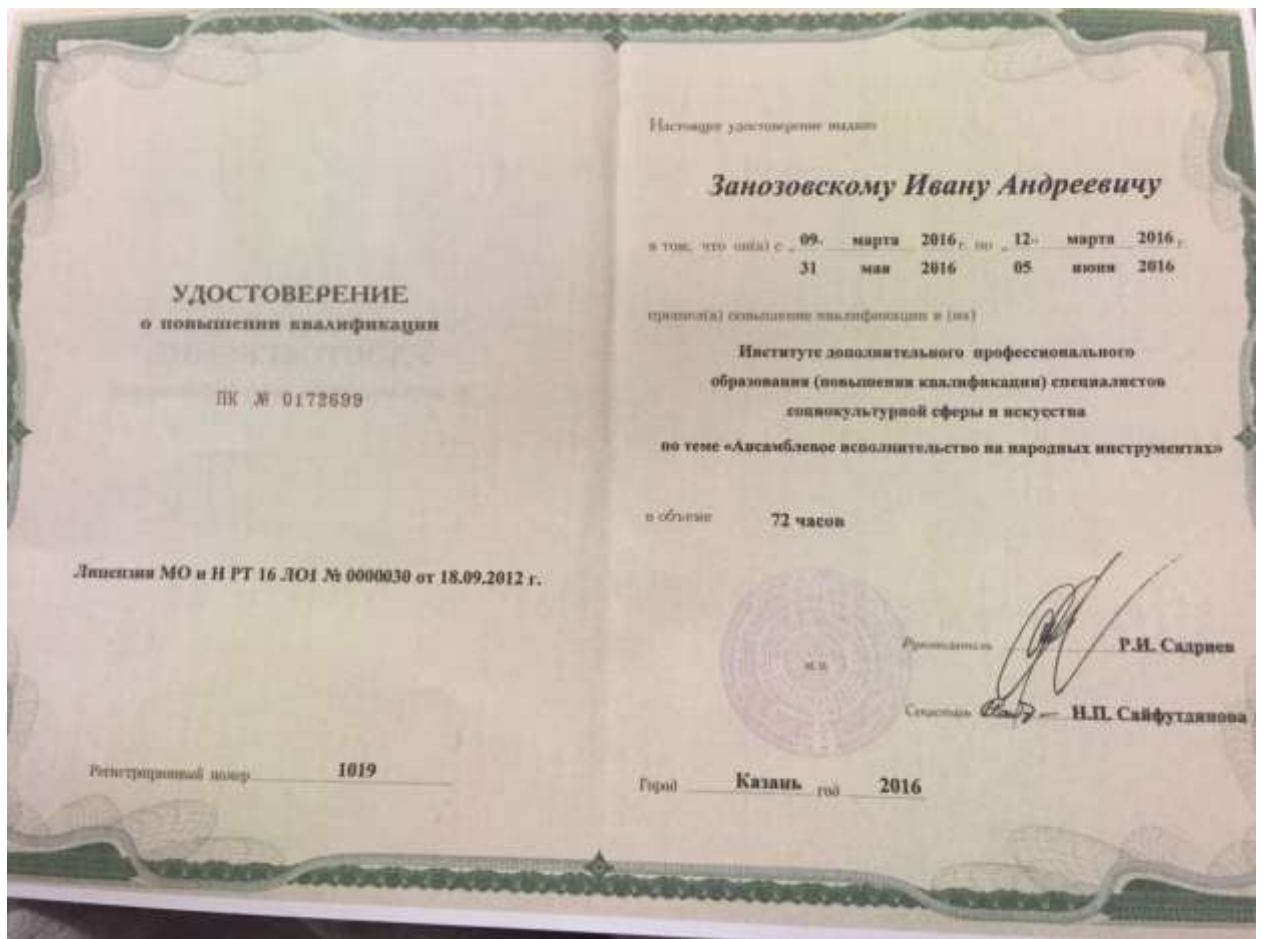 УДОСТОВЕРЕНИЕ
о повышении квалификации
ПК № 0172699
Лицензия МО и Н РТ 16 ЛО1 № 0000030 от 18.09.2012 г.
Регистрационный номер 1019
Настоящее удостоверение выдано
Занозовскому Ивану Андреевичу
в том, что он(а) с „09“ марта 2016 г. по „12“ марта 2016 г.
31 мая 2016 05 июня 2016
прошел(а) повышение квалификации в (на)
Институте дополнительного профессионального
образования (повышения квалификации) специалистов
социокультурной сферы и искусства
по теме «Ансамблевое исполнительство на народных инструментах»
в объеме 72 часов
Руководитель Р.И. Садриев
М.П.
Секретарь Н.П. Сайфутдинова
Город Казань год 2016